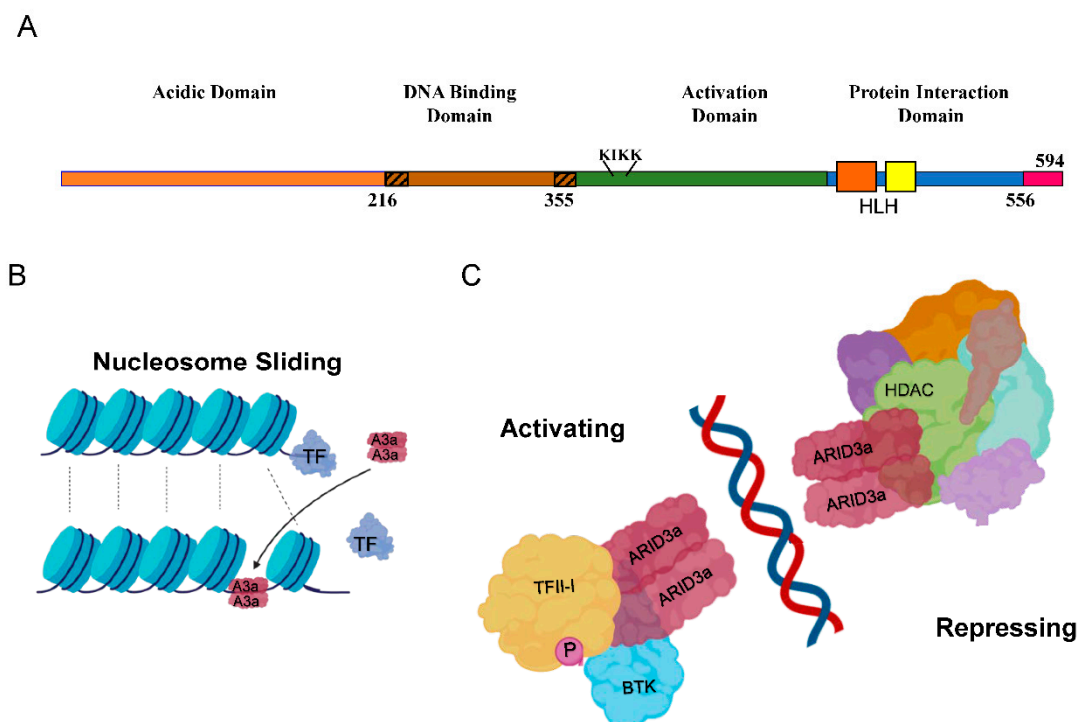 A
Acidic Domain
DNA Binding
Domain
Activation
Domain
Protein Interaction
Domain
KIKK
594
216
355
HLH
556
B
Nucleosome Sliding
TF
A3a
A3a
TF
A3a
A3a
C
Activating
HDAC
ARID3a
ARID3a
ARID3a
ARID3a
TFII-I
P
BTK
Repressing